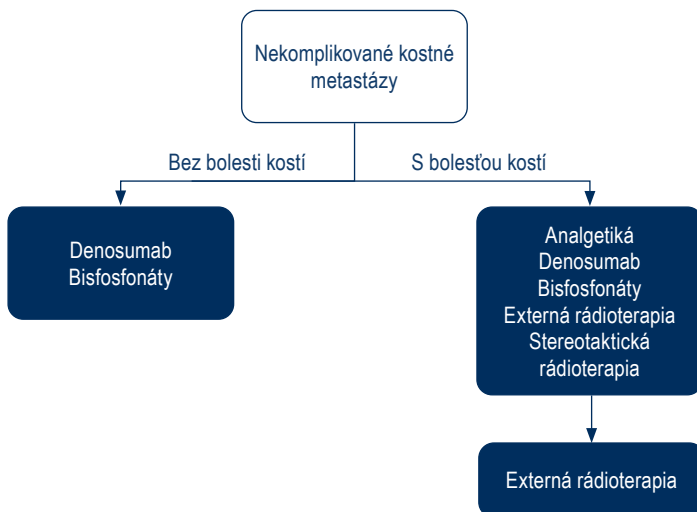 Nekomplikované kostné
metastázy
Bez bolesti kostí
S bolesťou kostí
Denosumab
Bisfosfonáty
Analgetiká
Denosumab
Bisfosfonáty
Externá rádioterapia
Stereotaktická
rádioterapia
Externá rádioterapia